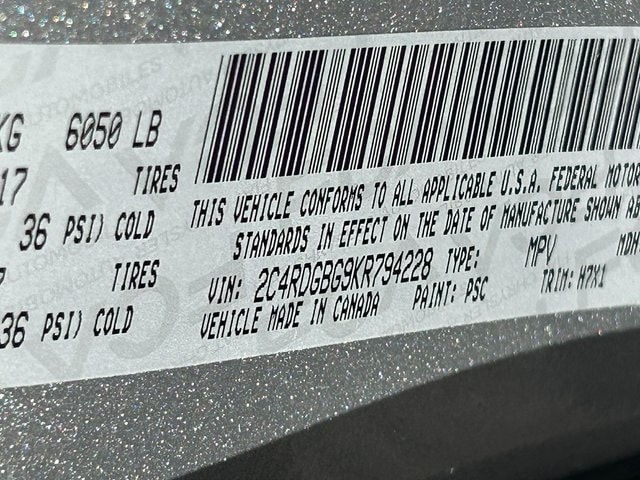 KG 6050 LB
17 TIRES
36 PSI) COLD
TIRES
36 PSI) COLD
THIS VEHICLE CONFORMS TO ALL APPLICABLE U.S.A. FEDERAL MOTOR
STANDARDS IN EFFECT ON THE DATE OF MANUFACTURE SHOWN AB
VIN: 2C4RDGBG9KR794228 TYPE: MPV MDH
VEHICLE MADE IN CANADA PAINT: PSC TRIM: H7X1